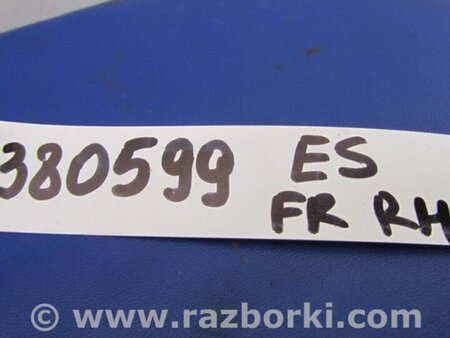 380599 ES
FR RH
© www.razborki.com